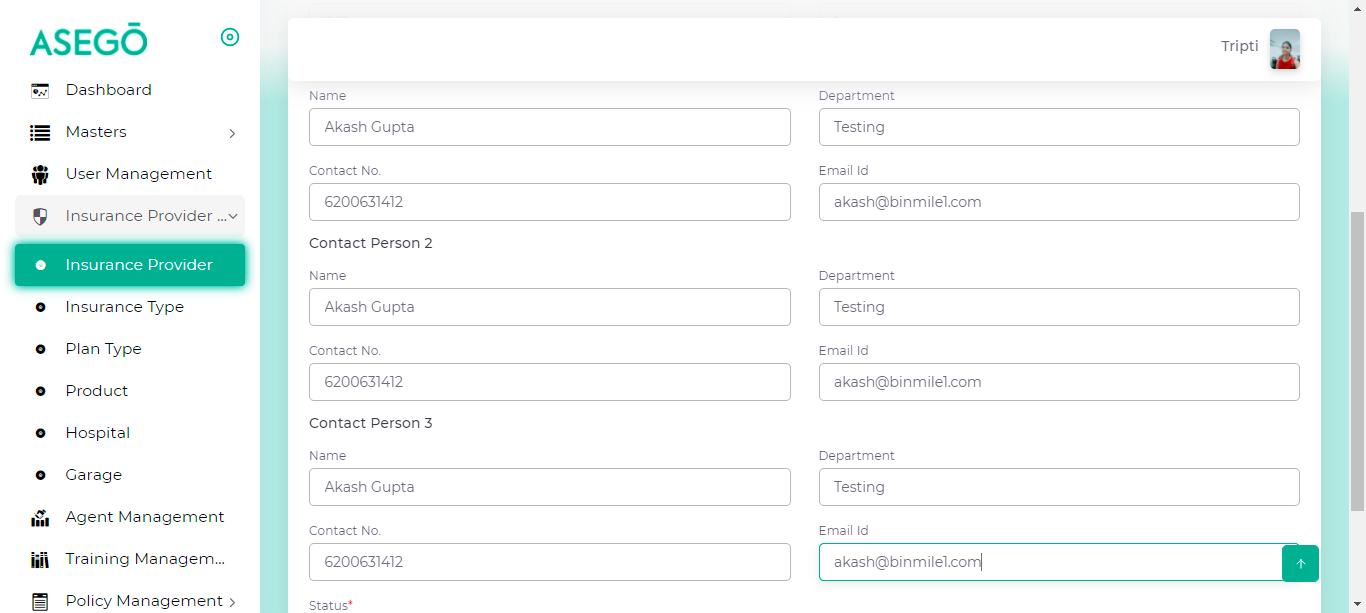 ASEGŌ
Dashboard
Masters
User Management
Insurance Provider ...
Insurance Provider
Insurance Type
Plan Type
Product
Hospital
Garage
Agent Management
Training Managem...
Policy Management
Tripti
Name
Department
Akash Gupta
Testing
Contact No.
Email Id
6200631412
akash@binmile1.com
Contact Person 2
Name
Department
Akash Gupta
Testing
Contact No.
Email Id
6200631412
akash@binmile1.com
Contact Person 3
Name
Department
Akash Gupta
Testing
Contact No.
Email Id
6200631412
akash@binmile1.com
Status*